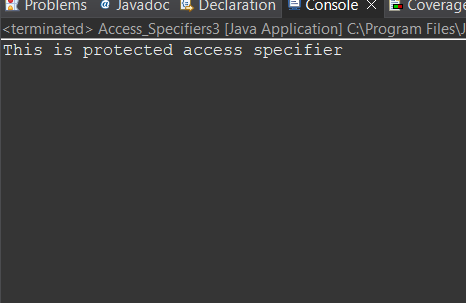 Problems @ Javadoc Declaration Console Coverage
<terminated> Access_Specifiers3 [Java Application] C:\Program Files\J
This is protected access specifier